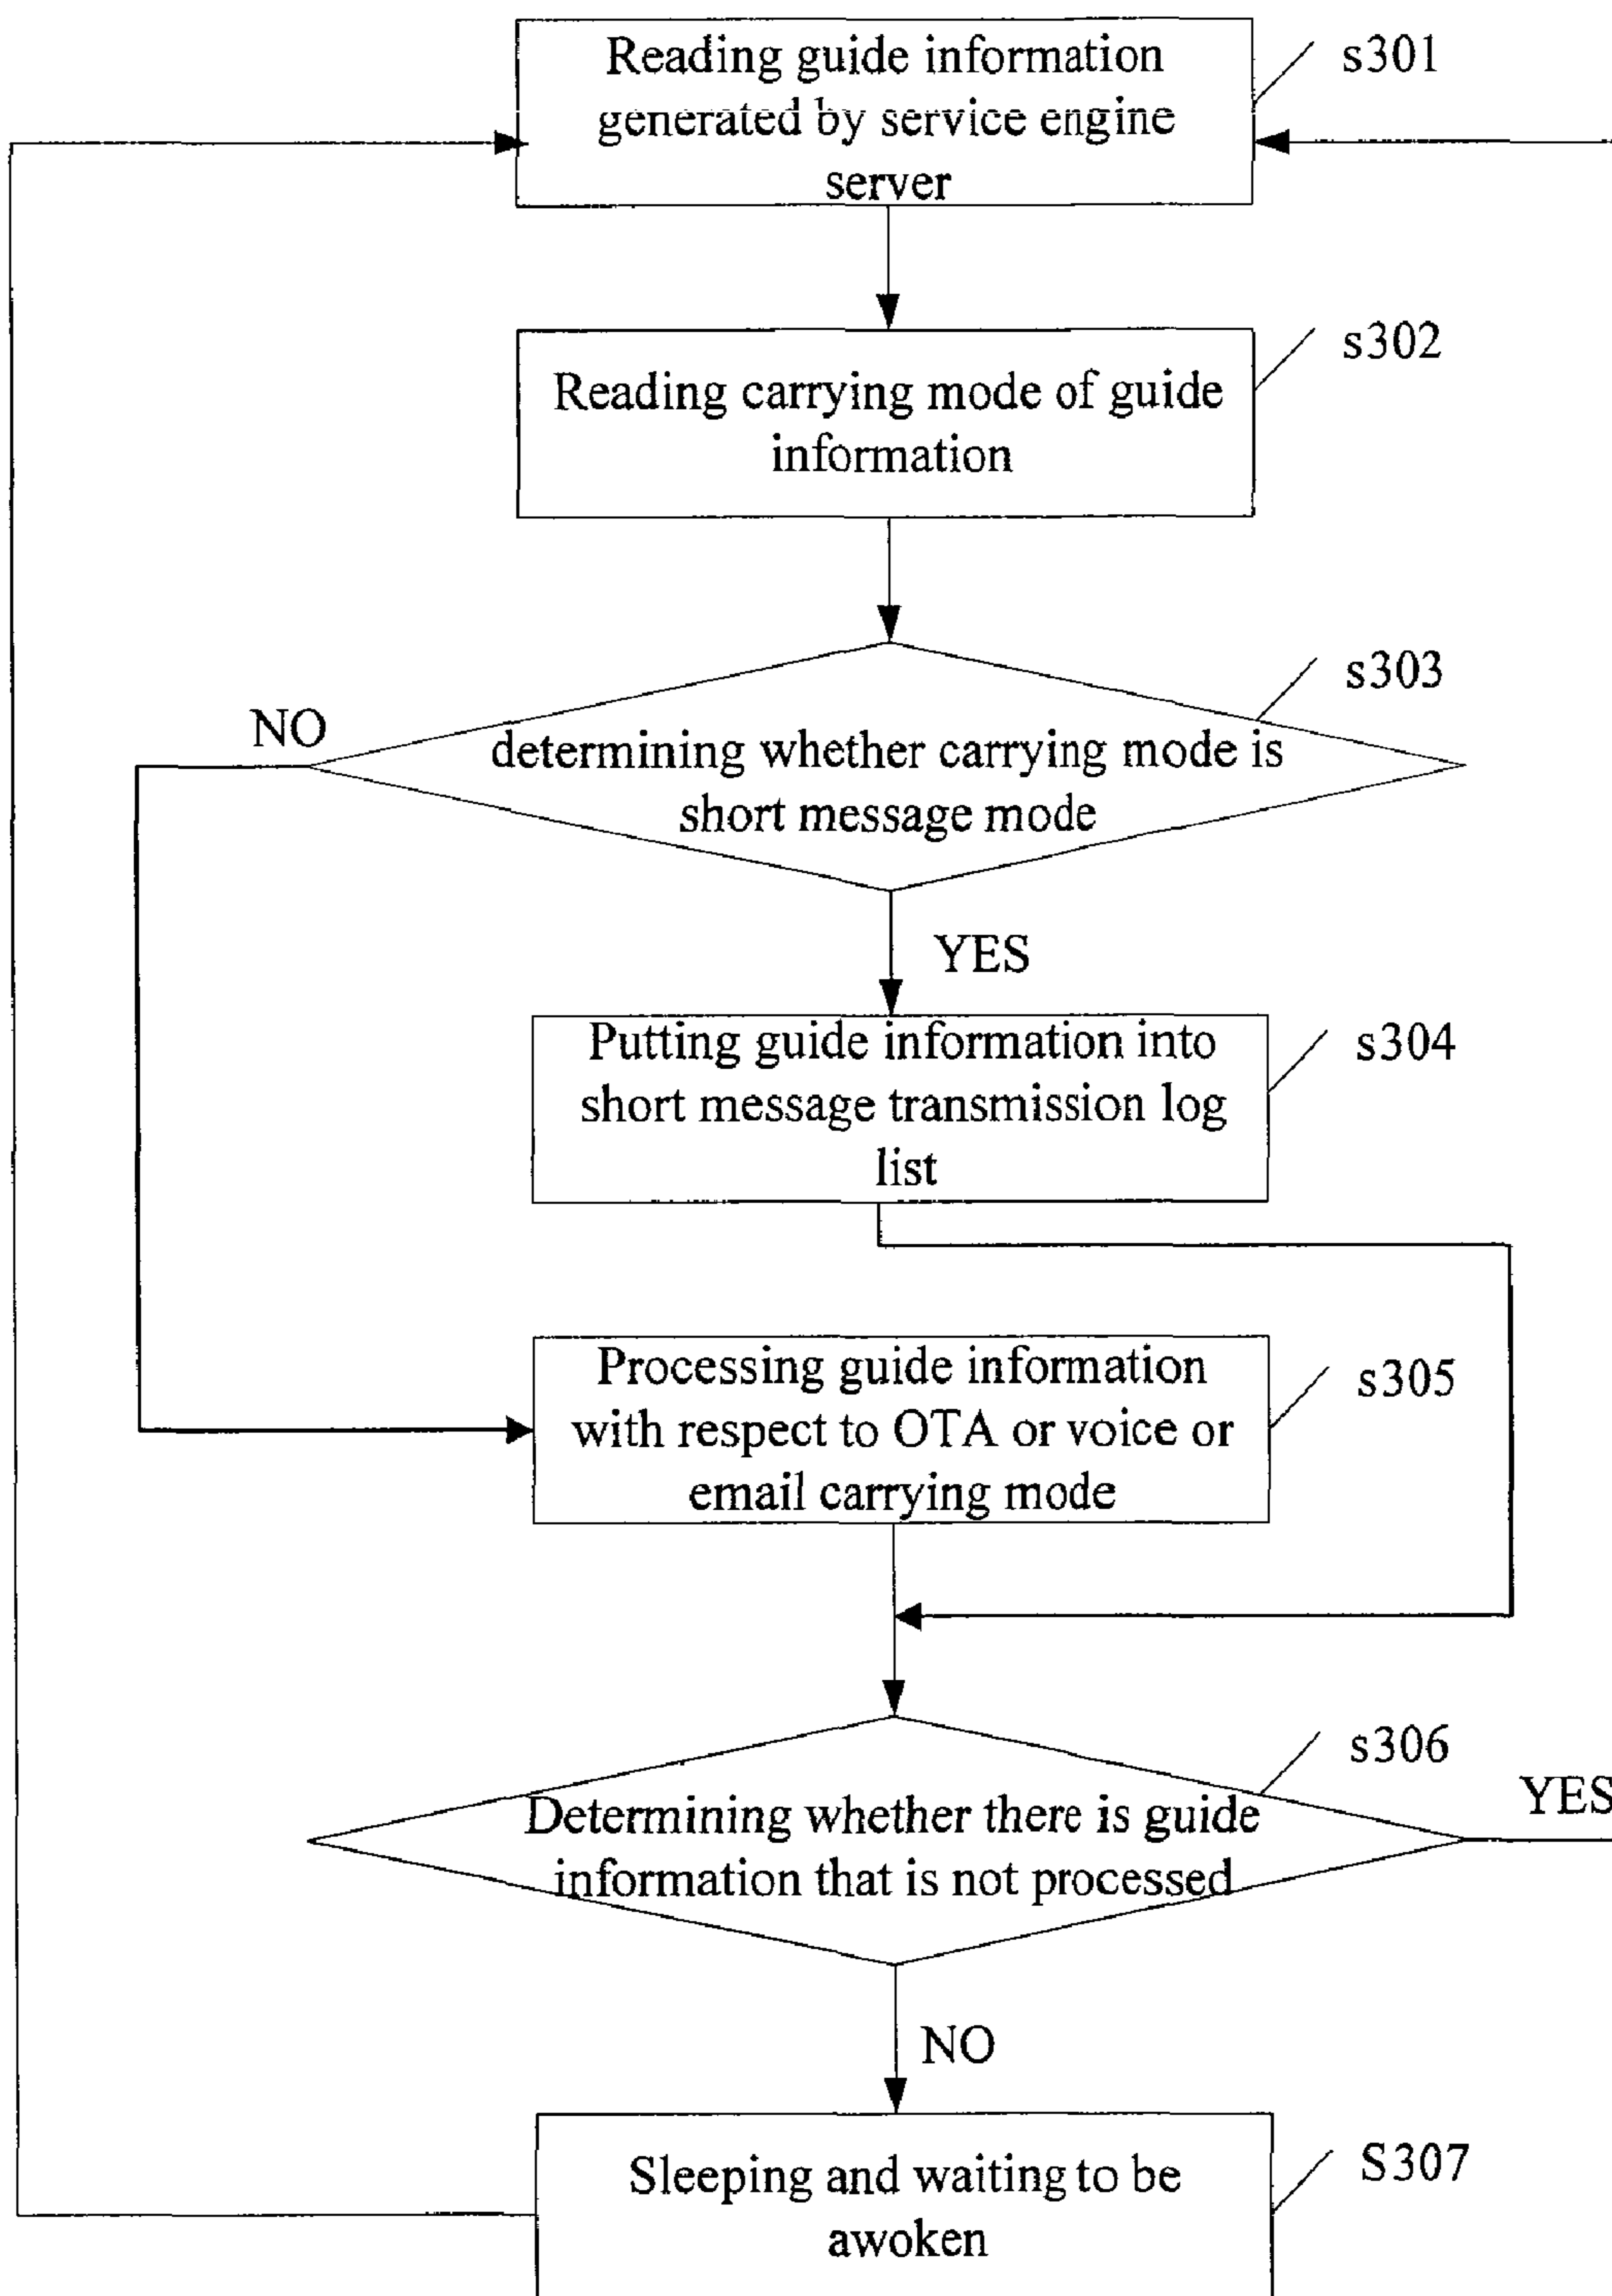 Reading guide information
generated by service engine
server
s301
Reading carrying mode of guide
information
s302
s303
NO
determining whether carrying mode is
short message mode
YES
Putting guide information into
short message transmission log
list
s304
Processing guide information
with respect to OTA or voice or
email carrying mode
s305
s306
YES
Determining whether there is guide
information that is not processed
NO
Sleeping and waiting to be
awoken
S307